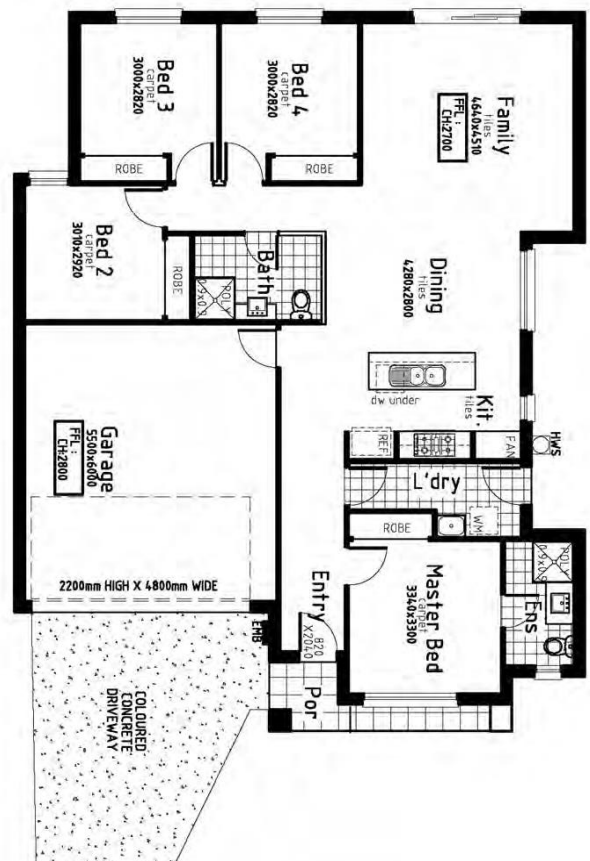 Bed 3
carpet
3000x2820
Bed 4
carpet
3000x2820
Family
tiles
4640x4510
FFL :
CH:2700
ROBE
ROBE
Bed 2
carpet
3010x2920
ROBE
Bath
Dining
tiles
4280x2800
dw under
Kit.
tiles
REF
HWS
Garage
5500x6000
FFL :
CH:2800
L'dry
WM
ROBE
2200mm HIGH X 4800mm WIDE
Entry
820
X2040
Master Bed
carpet
3340x3300
Ens
EMB
Por
COLOURED
CONCRETE
DRIVEWAY